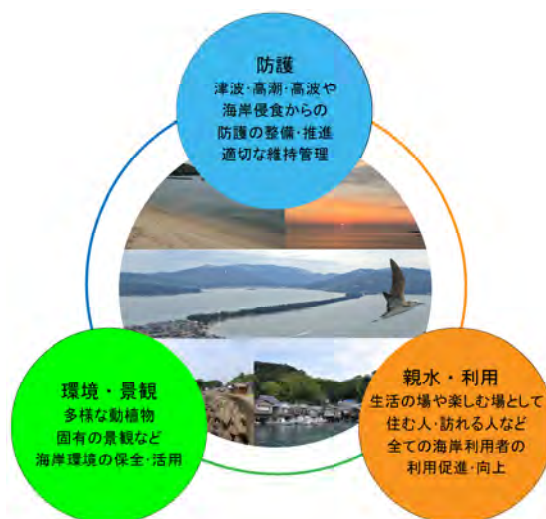 防護
津波・高潮・高波や
海岸侵食からの
防護の整備・推進
適切な維持管理
環境・景観
多様な動植物
固有の景観など
海岸環境の保全・活用
親水・利用
生活の場や楽しむ場として
住む人・訪れる人など
全ての海岸利用者の
利用促進・向上